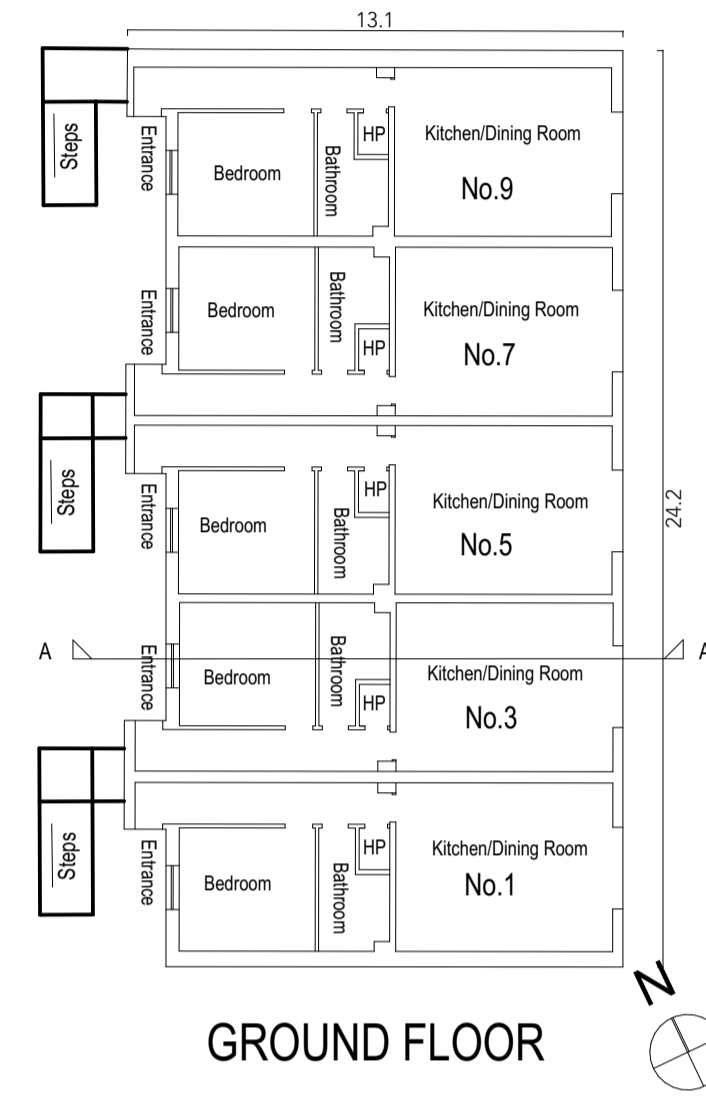 13.1
Steps
Entrance
Bedroom
Bathroom
HP
Kitchen/Dining Room
No.9
Entrance
Bedroom
Bathroom
HP
Kitchen/Dining Room
No.7
Steps
Entrance
Bedroom
Bathroom
HP
Kitchen/Dining Room
No.5
24.2
A
Entrance
Bedroom
Bathroom
HP
Kitchen/Dining Room
No.3
A
Steps
Entrance
Bedroom
Bathroom
HP
Kitchen/Dining Room
No.1
N
GROUND FLOOR